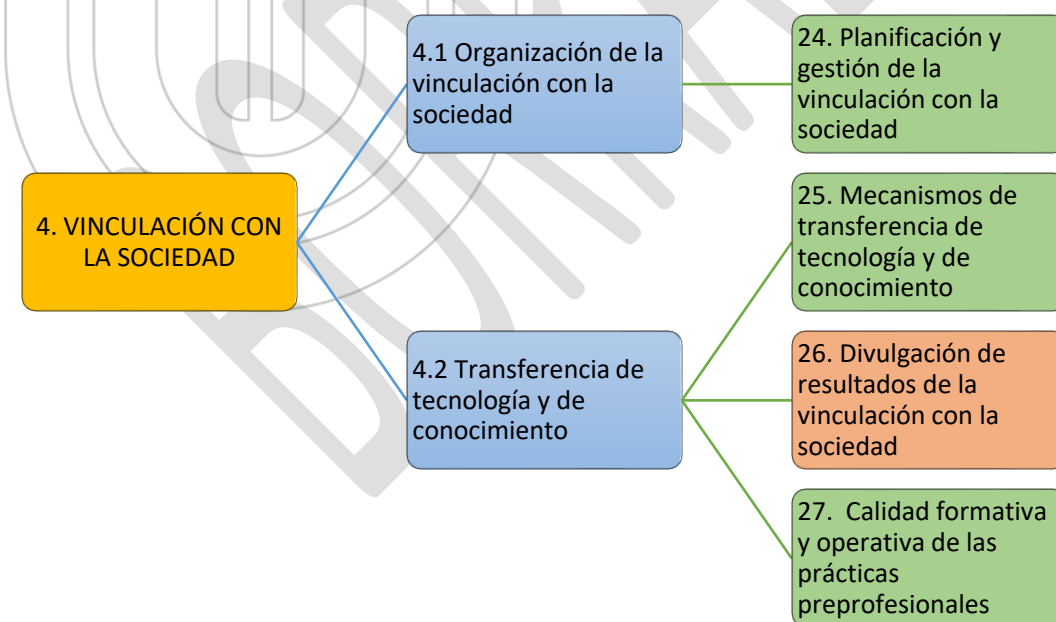 4. VINCULACIÓN CON
LA SOCIEDAD
4.1 Organización de la
vinculación con la
sociedad
24. Planificación y
gestión de la
vinculación con la
sociedad
4.2 Transferencia de
tecnología y de
conocimiento
25. Mecanismos de
transferencia de
tecnología y de
conocimiento
26. Divulgación de
resultados de la
vinculación con la
sociedad
27. Calidad formativa
y operativa de las
prácticas
preprofesionales